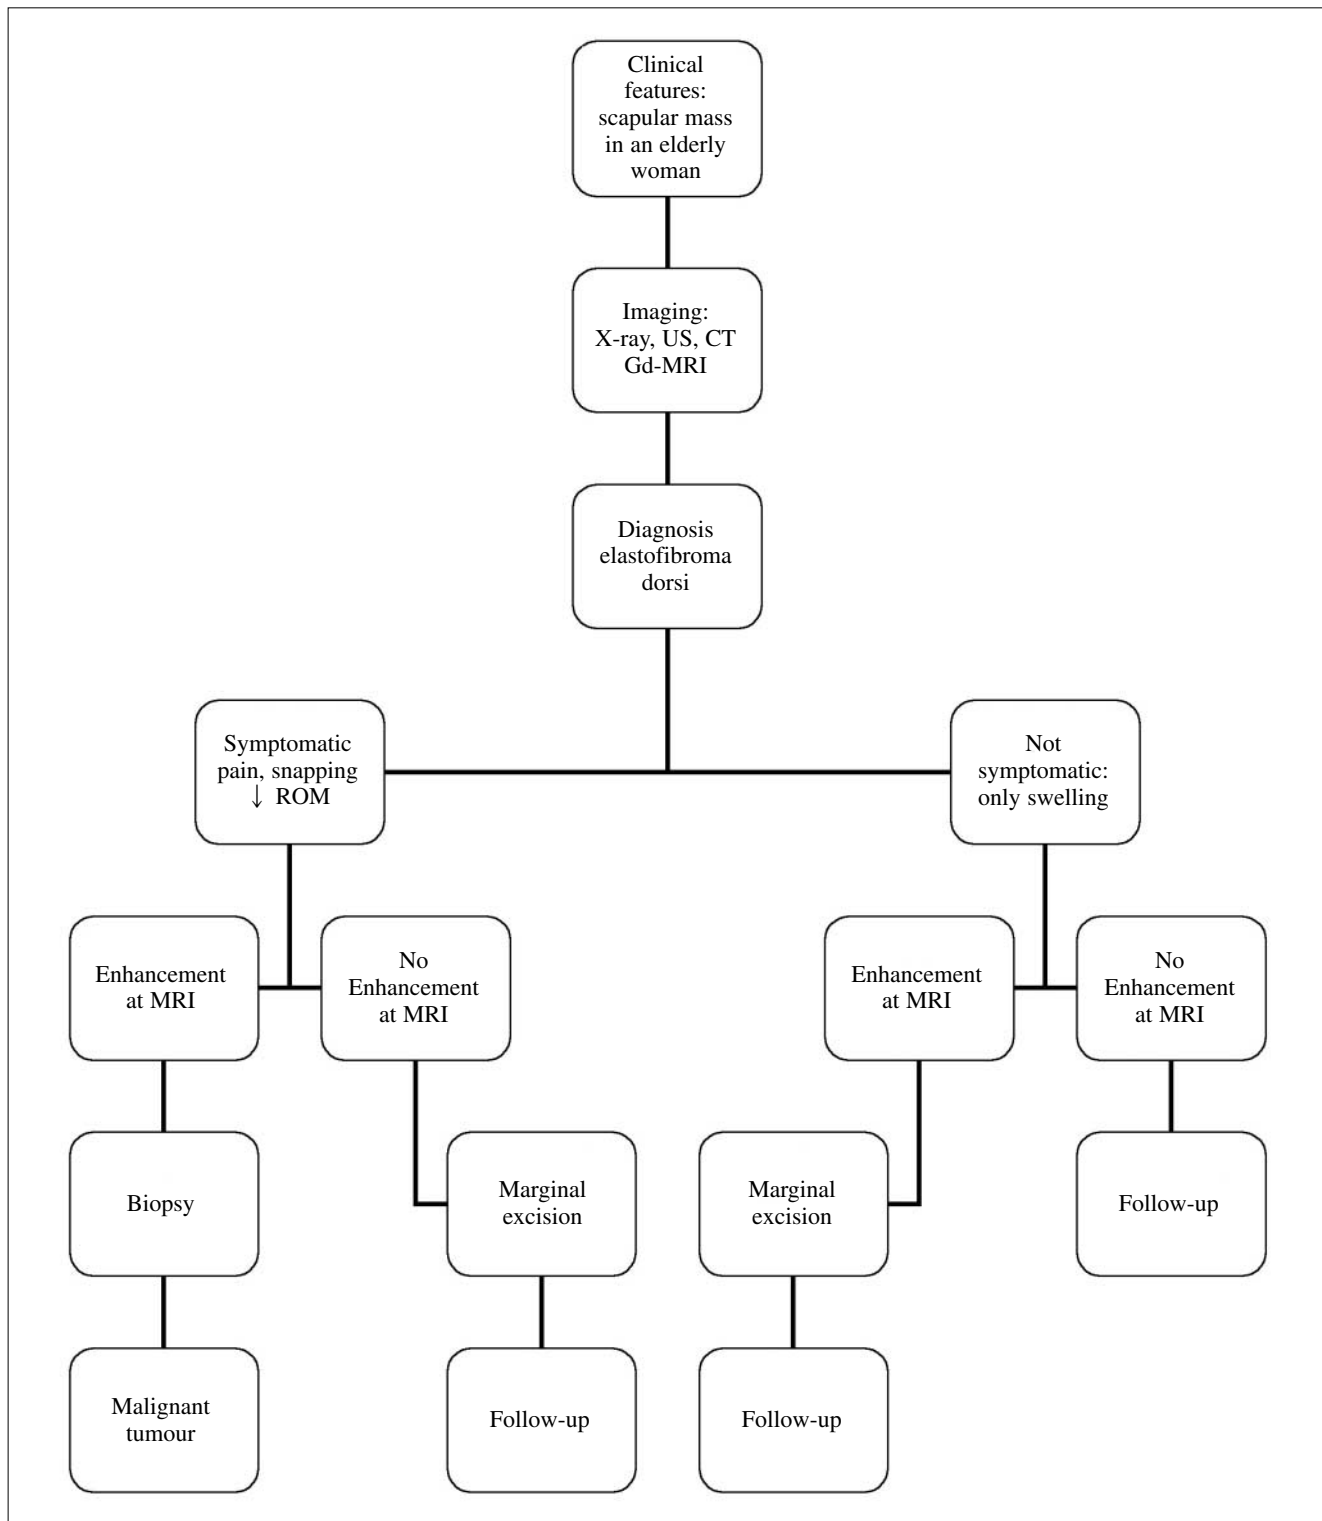 Clinical
features:
scapular mass
in an elderly
woman
Imaging:
X-ray, US, CT
Gd-MRI
Diagnosis
elastofibroma
dorsi
Symptomatic
pain, snapping
↓ ROM
Not
symptomatic:
only swelling
Enhancement
at MRI
No
Enhancement
at MRI
Enhancement
at MRI
No
Enhancement
at MRI
Biopsy
Marginal
excision
Marginal
excision
Follow-up
Malignant
tumour
Follow-up
Follow-up